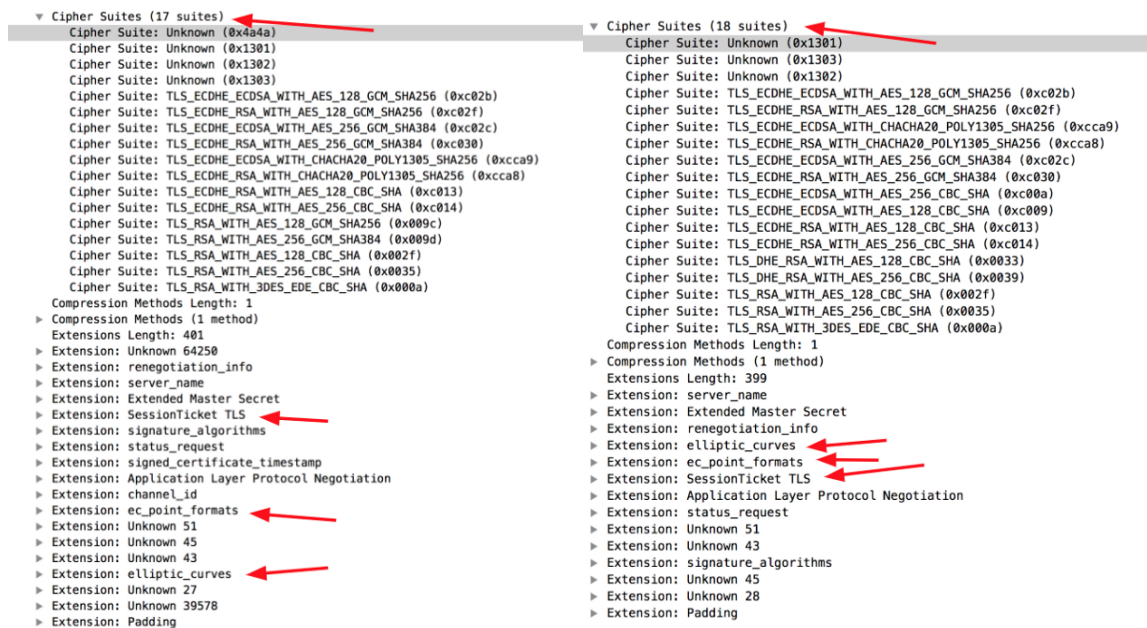 Cipher Suites (17 suites)
Cipher Suite: Unknown (0x4a4a)
Cipher Suite: Unknown (0x1301)
Cipher Suite: Unknown (0x1302)
Cipher Suite: Unknown (0x1303)
Cipher Suite: TLS_ECDHE_ECDSA_WITH_AES_128_GCM_SHA256 (0xc02b)
Cipher Suite: TLS_ECDHE_RSA_WITH_AES_128_GCM_SHA256 (0xc02f)
Cipher Suite: TLS_ECDHE_ECDSA_WITH_AES_256_GCM_SHA384 (0xc02c)
Cipher Suite: TLS_ECDHE_RSA_WITH_AES_256_GCM_SHA384 (0xc030)
Cipher Suite: TLS_ECDHE_ECDSA_WITH_CHACHA20_POLY1305_SHA256 (0xcca9)
Cipher Suite: TLS_ECDHE_RSA_WITH_CHACHA20_POLY1305_SHA256 (0xcca8)
Cipher Suite: TLS_ECDHE_RSA_WITH_AES_128_CBC_SHA (0xc013)
Cipher Suite: TLS_ECDHE_RSA_WITH_AES_256_CBC_SHA (0xc014)
Cipher Suite: TLS_RSA_WITH_AES_128_GCM_SHA256 (0x009c)
Cipher Suite: TLS_RSA_WITH_AES_256_GCM_SHA384 (0x009d)
Cipher Suite: TLS_RSA_WITH_AES_128_CBC_SHA (0x002f)
Cipher Suite: TLS_RSA_WITH_AES_256_CBC_SHA (0x0035)
Cipher Suite: TLS_RSA_WITH_3DES_EDE_CBC_SHA (0x000a)
Compression Methods Length: 1
Compression Methods (1 method)
Extensions Length: 401
Extension: Unknown 64250
Extension: renegotiation_info
Extension: server_name
Extension: Extended Master Secret
Extension: SessionTicket TLS
Extension: signature_algorithms
Extension: status_request
Extension: signed_certificate_timestamp
Extension: Application Layer Protocol Negotiation
Extension: channel_id
Extension: ec_point_formats
Extension: Unknown 51
Extension: Unknown 45
Extension: Unknown 43
Extension: elliptic_curves
Extension: Unknown 27
Extension: Unknown 39578
Extension: Padding
Cipher Suites (18 suites)
Cipher Suite: Unknown (0x1301)
Cipher Suite: Unknown (0x1303)
Cipher Suite: Unknown (0x1302)
Cipher Suite: TLS_ECDHE_ECDSA_WITH_AES_128_GCM_SHA256 (0xc02b)
Cipher Suite: TLS_ECDHE_RSA_WITH_AES_128_GCM_SHA256 (0xc02f)
Cipher Suite: TLS_ECDHE_ECDSA_WITH_CHACHA20_POLY1305_SHA256 (0xcca9)
Cipher Suite: TLS_ECDHE_RSA_WITH_CHACHA20_POLY1305_SHA256 (0xcca8)
Cipher Suite: TLS_ECDHE_ECDSA_WITH_AES_256_GCM_SHA384 (0xc02c)
Cipher Suite: TLS_ECDHE_RSA_WITH_AES_256_GCM_SHA384 (0xc030)
Cipher Suite: TLS_ECDHE_ECDSA_WITH_AES_256_CBC_SHA (0xc00a)
Cipher Suite: TLS_ECDHE_ECDSA_WITH_AES_128_CBC_SHA (0xc009)
Cipher Suite: TLS_ECDHE_RSA_WITH_AES_128_CBC_SHA (0xc013)
Cipher Suite: TLS_ECDHE_RSA_WITH_AES_256_CBC_SHA (0xc014)
Cipher Suite: TLS_DHE_RSA_WITH_AES_128_CBC_SHA (0x0033)
Cipher Suite: TLS_DHE_RSA_WITH_AES_256_CBC_SHA (0x0039)
Cipher Suite: TLS_RSA_WITH_AES_128_CBC_SHA (0x002f)
Cipher Suite: TLS_RSA_WITH_AES_256_CBC_SHA (0x0035)
Cipher Suite: TLS_RSA_WITH_3DES_EDE_CBC_SHA (0x000a)
Compression Methods Length: 1
Compression Methods (1 method)
Extensions Length: 399
Extension: server_name
Extension: Extended Master Secret
Extension: renegotiation_info
Extension: elliptic_curves
Extension: ec_point_formats
Extension: SessionTicket TLS
Extension: Application Layer Protocol Negotiation
Extension: status_request
Extension: Unknown 51
Extension: Unknown 43
Extension: signature_algorithms
Extension: Unknown 45
Extension: Unknown 28
Extension: Padding